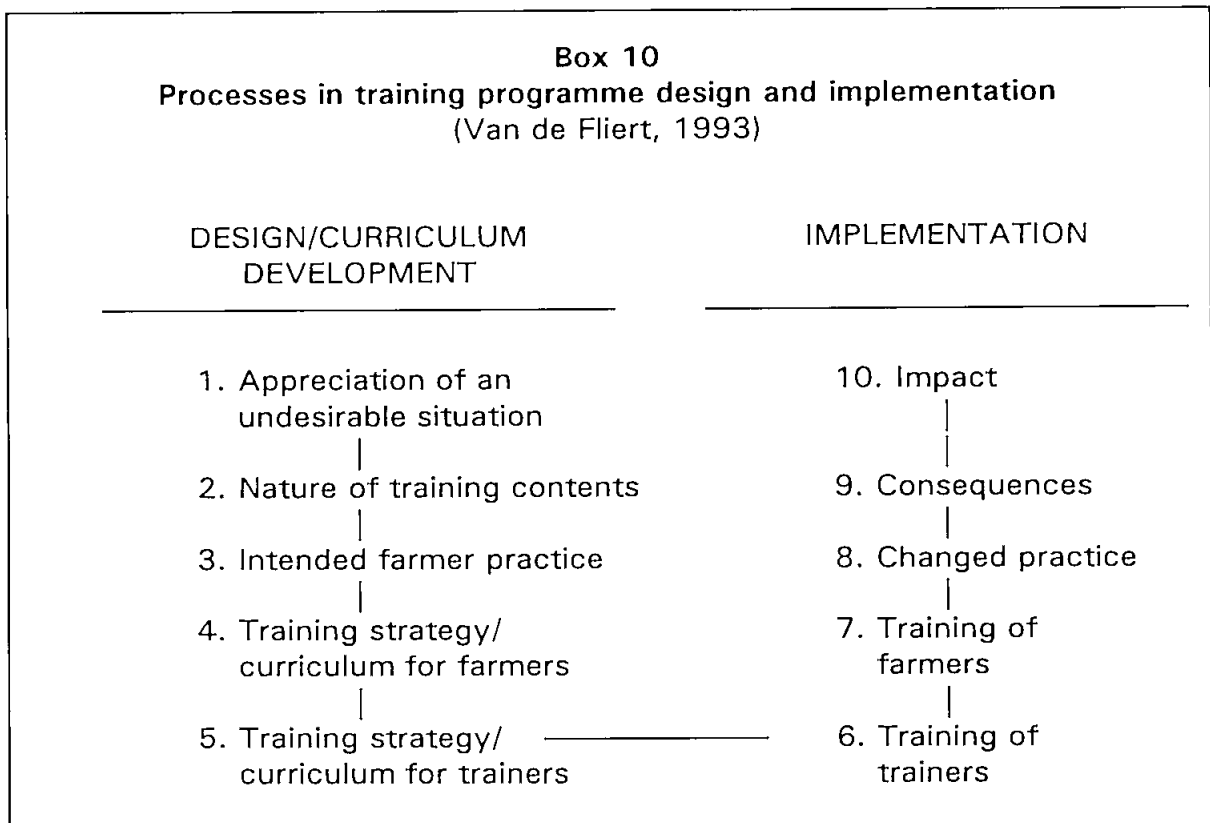 Box 10
Processes in training programme design and implementation
(Van de Fliert, 1993)
DESIGN/CURRICULUM
DEVELOPMENT
1. Appreciation of an
undesirable situation
2. Nature of training contents
3. Intended farmer practice
4. Training strategy/
curriculum for farmers
5. Training strategy/
curriculum for trainers
IMPLEMENTATION
10. Impact
9. Consequences
8. Changed practice
7. Training of
farmers
6. Training of
trainers